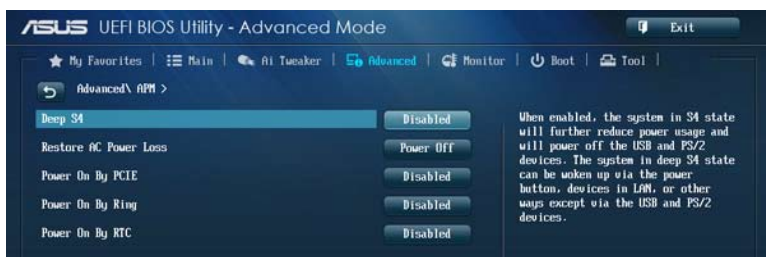 ASUS UEFI BIOS Utility - Advanced Mode
Exit
My Favorites | Main | Ai Tweaker | Advanced | Monitor | Boot | Tool |
Advanced\ APM >
Deep S4 Disabled
Restore AC Power Loss Power Off
Power On By PCIE Disabled
Power On By Ring Disabled
Power On By RTC Disabled
When enabled, the system in S4 state
will further reduce power usage and
will power off the USB and PS/2
devices. The system in deep S4 state
can be woken up via the power
button, devices in LAN, or other
ways except via the USB and PS/2
devices.